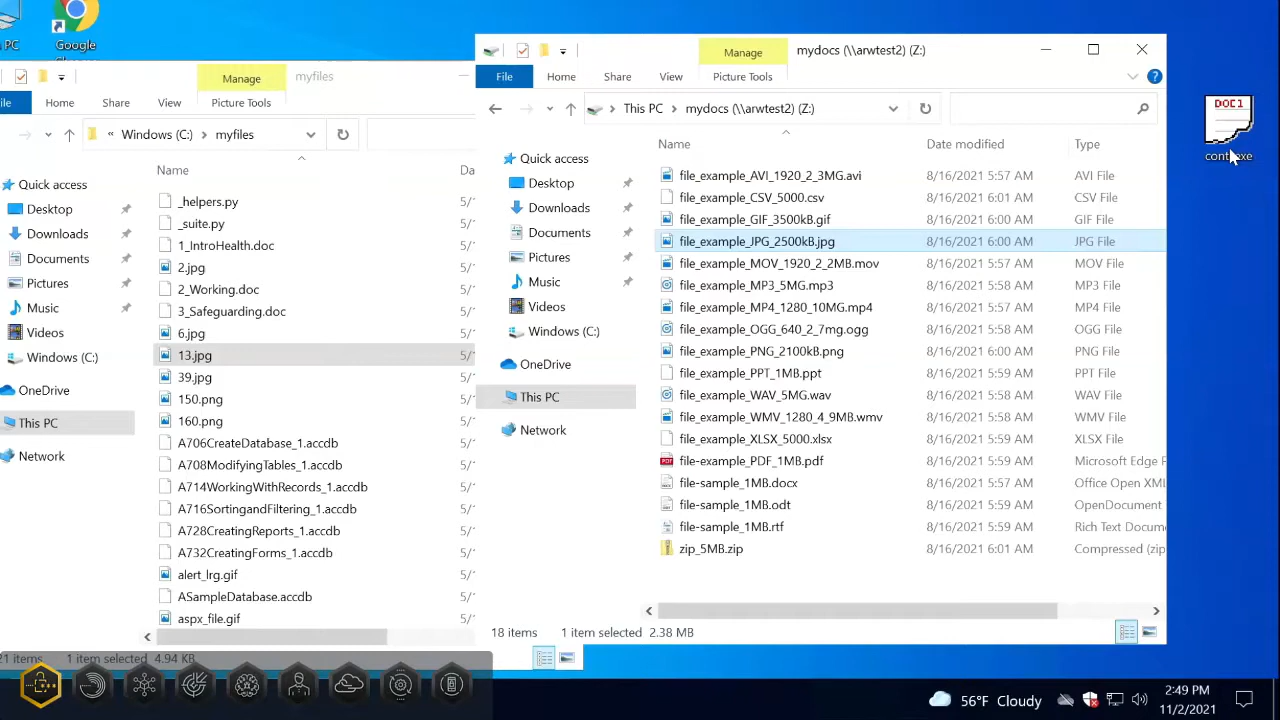 PC
Google
Manage
myfiles
ile
Home
Share
View
Picture Tools
« Windows (C:) > myfiles
Name
Da
Quick access
Desktop
Downloads
Documents
Pictures
Music
Videos
Windows (C:)
OneDrive
This PC
Network
_helpers.py
_suite.py
1_IntroHealth.doc
2.jpg
2_Working.doc
3_Safeguarding.doc
6.jpg
13.jpg
39.jpg
150.png
160.png
A706CreateDatabase_1.accdb
A708ModifyingTables_1.accdb
A714WorkingWithRecords_1.accdb
A716SortingandFiltering_1.accdb
A728CreatingReports_1.accdb
A732CreatingForms_1.accdb
alert_lrg.gif
ASampleDatabase.accdb
aspx_file.gif
21 items 1 item selected 4.94 KB
Manage
mydocs (\\arwtest2) (Z:)
File
Home
Share
View
Picture Tools
This PC > mydocs (\\arwtest2) (Z:)
Name Date modified Type
Quick access
Desktop
Downloads
Documents
Pictures
Music
Videos
Windows (C:)
OneDrive
This PC
Network
file_example_AVI_1920_2_3MG.avi 8/16/2021 5:57 AM AVI File
file_example_CSV_5000.csv 8/16/2021 6:01 AM CSV File
file_example_GIF_3500kB.gif 8/16/2021 6:00 AM GIF File
file_example_JPG_2500kB.jpg 8/16/2021 6:00 AM JPG File
file_example_MOV_1920_2_2MB.mov 8/16/2021 5:57 AM MOV File
file_example_MP3_5MG.mp3 8/16/2021 5:58 AM MP3 File
file_example_MP4_1280_10MG.mp4 8/16/2021 5:57 AM MP4 File
file_example_OGG_640_2_7mg.ogg 8/16/2021 5:58 AM OGG File
file_example_PNG_2100kB.png 8/16/2021 6:00 AM PNG File
file_example_PPT_1MB.ppt 8/16/2021 5:59 AM PPT File
file_example_WAV_5MG.wav 8/16/2021 5:58 AM WAV File
file_example_WMV_1280_4_9MB.wmv 8/16/2021 5:58 AM WMV File
file_example_XLSX_5000.xlsx 8/16/2021 5:59 AM XLSX File
file-example_PDF_1MB.pdf 8/16/2021 5:59 AM Microsoft Edge P
file-sample_1MB.docx 8/16/2021 5:59 AM Office Open XML
file-sample_1MB.odt 8/16/2021 5:59 AM OpenDocument
file-sample_1MB.rtf 8/16/2021 5:59 AM Rich Text Docume
zip_5MB.zip 8/16/2021 6:01 AM Compressed (zip
18 items 1 item selected 2.38 MB
DOC1
56°F Cloudy
2:49 PM
11/2/2021